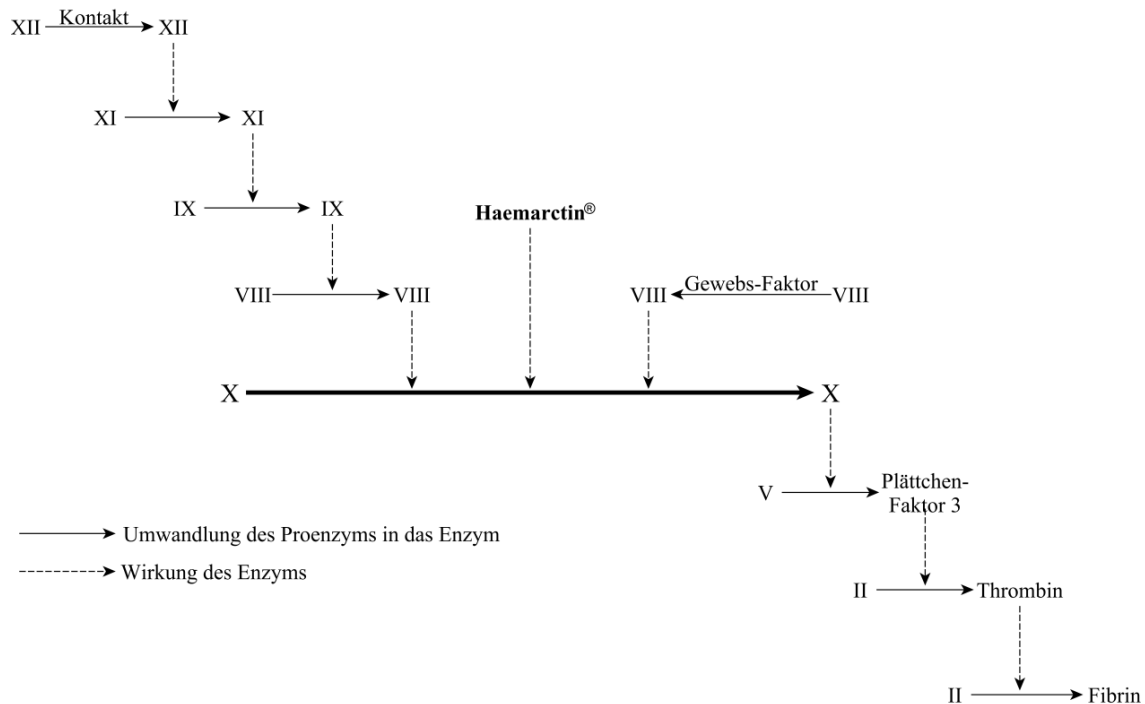 XII Kontakt XII
XI XI
IX IX
Haemarctin®
VIII VIII
VIII Gewebs-Faktor VIII
X X
V Plättchen-
Faktor 3
Umwandlung des Proenzyms in das Enzym
Wirkung des Enzyms
II Thrombin
II Fibrin